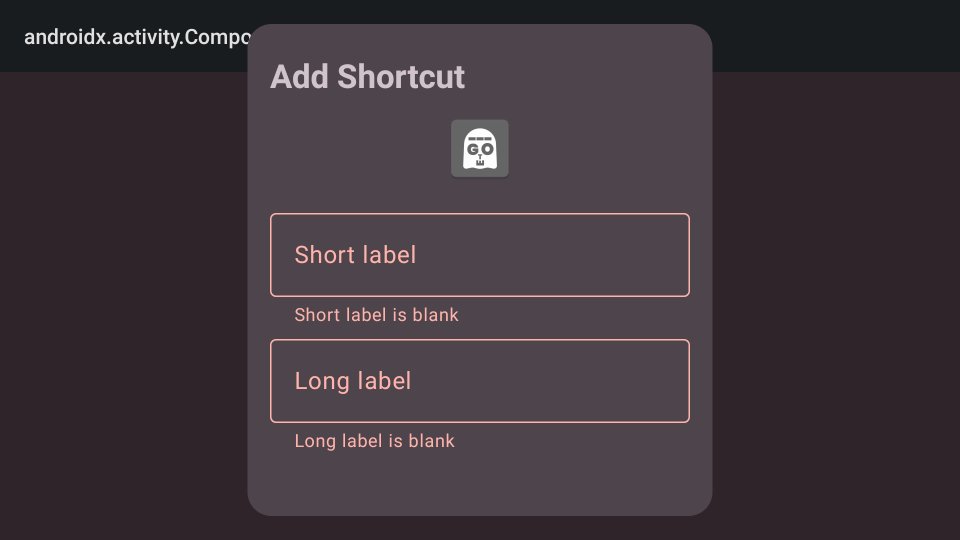 androidx.activity.Compo
Add Shortcut
GO
Short label
Short label is blank
Long label
Long label is blank